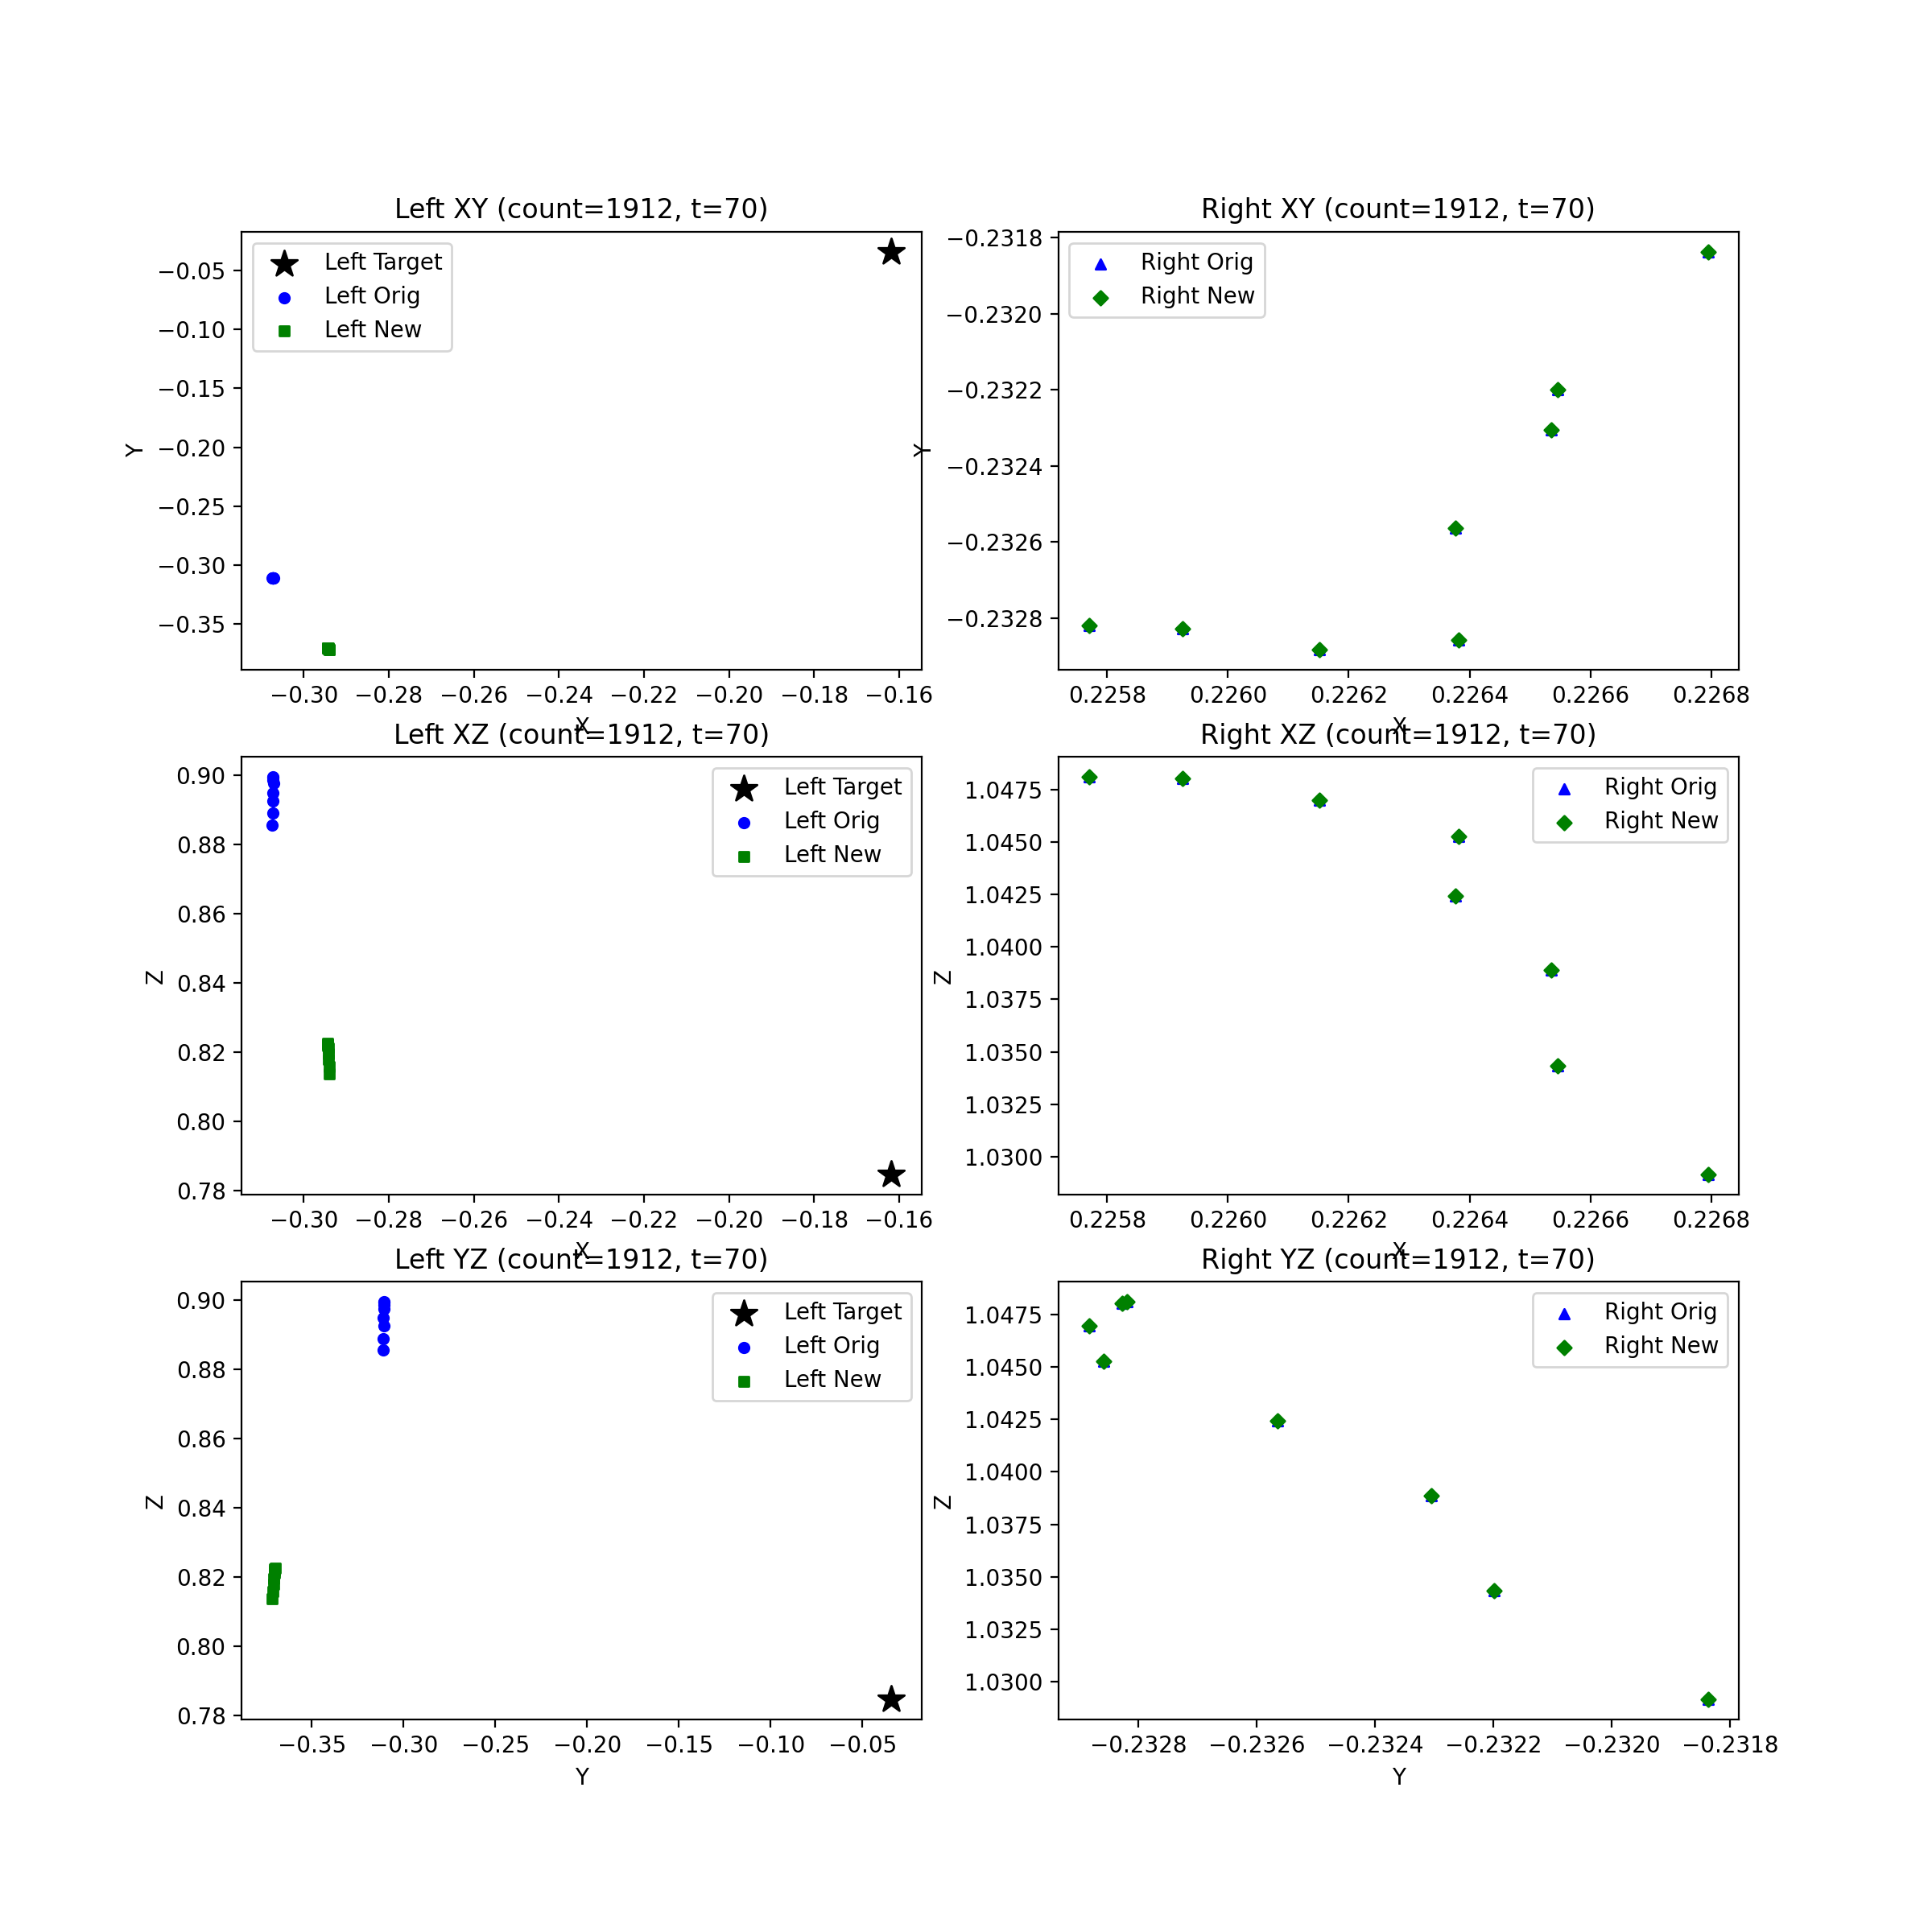 Left XY (count=1912, t=70)
Left Target
Left Orig
Left New
−0.05
−0.10
−0.15
−0.20
−0.25
−0.30
−0.35
Y
−0.30
−0.28
−0.26
−0.24
−0.22
−0.20
−0.18
−0.16
X
Right XY (count=1912, t=70)
Right Orig
Right New
−0.2318
−0.2320
−0.2322
−0.2324
−0.2326
−0.2328
Y
0.2258
0.2260
0.2262
0.2264
0.2266
0.2268
X
Left XZ (count=1912, t=70)
Left Target
Left Orig
Left New
0.90
0.88
0.86
0.84
0.82
0.80
0.78
Z
−0.30
−0.28
−0.26
−0.24
−0.22
−0.20
−0.18
−0.16
X
Right XZ (count=1912, t=70)
Right Orig
Right New
1.0475
1.0450
1.0425
1.0400
1.0375
1.0350
1.0325
1.0300
Z
0.2258
0.2260
0.2262
0.2264
0.2266
0.2268
X
Left YZ (count=1912, t=70)
Left Target
Left Orig
Left New
0.90
0.88
0.86
0.84
0.82
0.80
0.78
Z
−0.35
−0.30
−0.25
−0.20
−0.15
−0.10
−0.05
Y
Right YZ (count=1912, t=70)
Right Orig
Right New
1.0475
1.0450
1.0425
1.0400
1.0375
1.0350
1.0325
1.0300
Z
−0.2328
−0.2326
−0.2324
−0.2322
−0.2320
−0.2318
Y